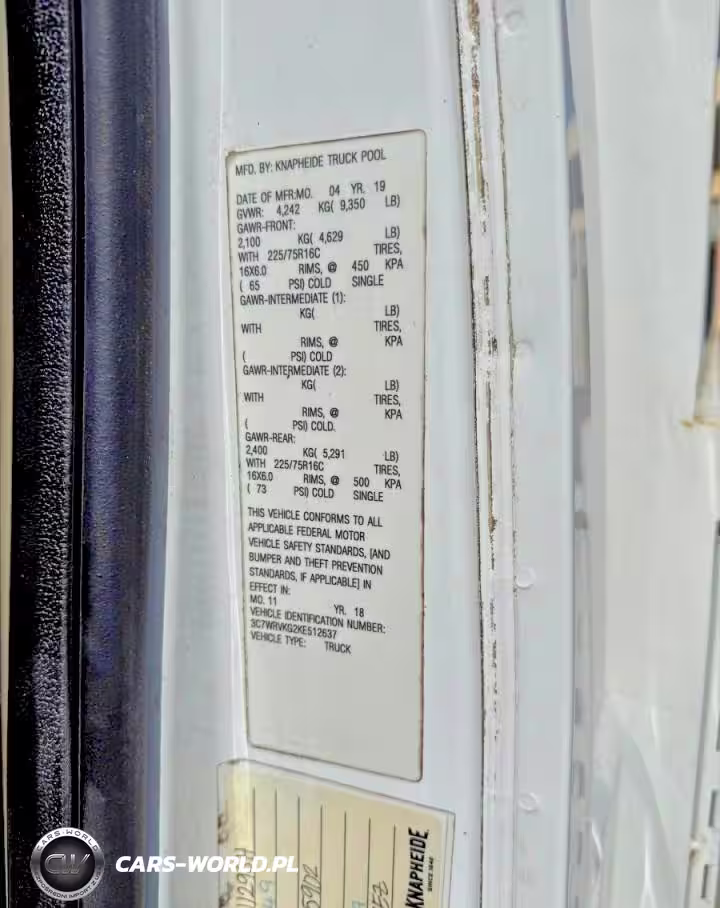 MFD. BY: KNAPHEIDE TRUCK POOL
DATE OF MFR:MO. 04 YR. 19
GVWR: 4,242 KG( 9,350 LB)
GAWR-FRONT:
2,100 KG( 4,629 LB)
WITH 225/75R16C TIRES,
16X6.0 RIMS, @ 450 KPA
( 65 PSI) COLD SINGLE
GAWR-INTERMEDIATE (1):
KG( LB)
WITH TIRES,
RIMS, @ KPA
( PSI) COLD
GAWR-INTERMEDIATE (2):
KG( LB)
WITH TIRES,
RIMS, @ KPA
( PSI) COLD.
GAWR-REAR:
2,400 KG( 5,291 LB)
WITH 225/75R16C TIRES,
16X6.0 RIMS, @ 500 KPA
( 73 PSI) COLD SINGLE
THIS VEHICLE CONFORMS TO ALL
APPLICABLE FEDERAL MOTOR
VEHICLE SAFETY STANDARDS, [AND
BUMPER AND THEFT PREVENTION
STANDARDS, IF APPLICABLE] IN
EFFECT IN:
MO. 11 YR. 18
VEHICLE IDENTIFICATION NUMBER:
3C7WRVKG2KE512637
VEHICLE TYPE: TRUCK
KNAPHEIDE.
SINCE 1848
CARS-WORLD
CW
CARS-WORLD.PL